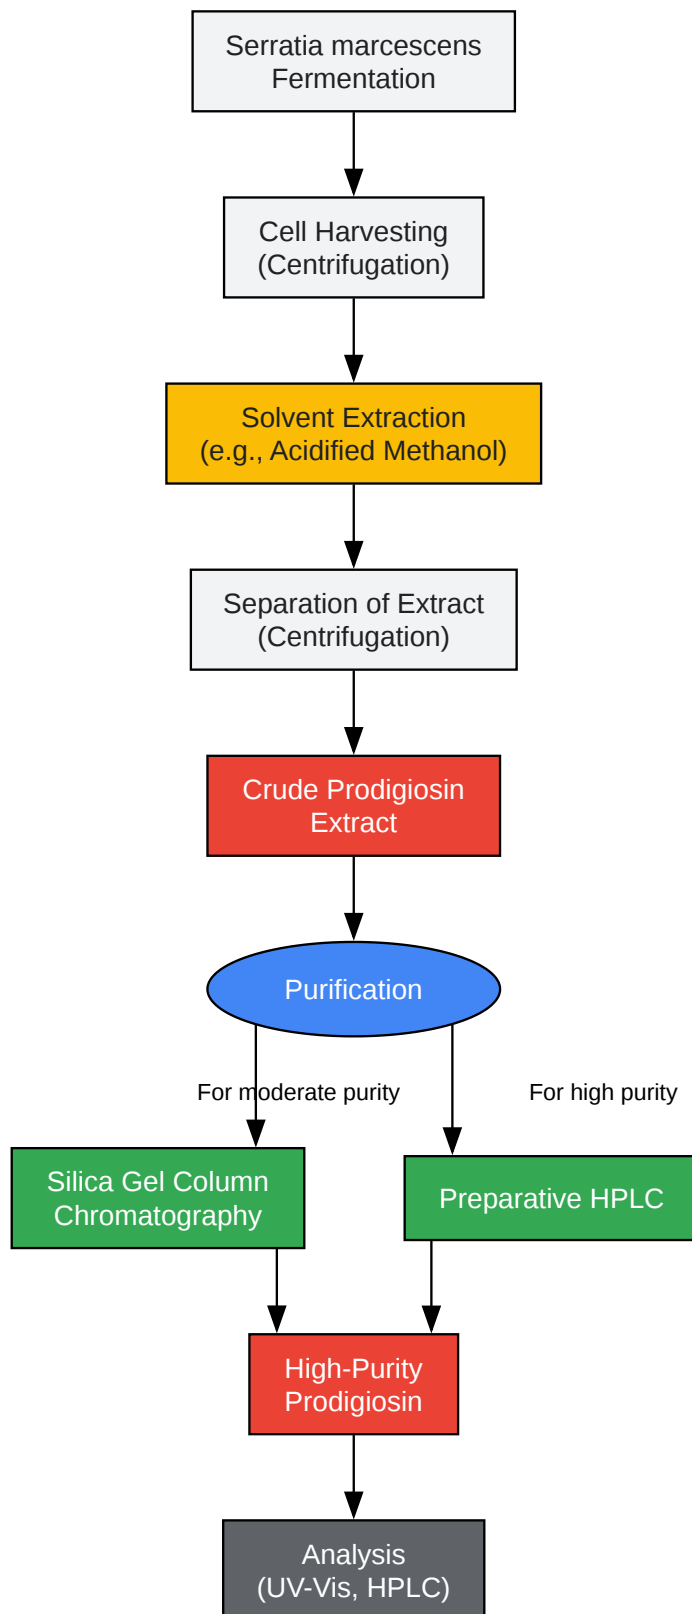 Serratia marcescens
Fermentation
Cell Harvesting
(Centrifugation)
Solvent Extraction
(e.g., Acidified Methanol)
Separation of Extract
(Centrifugation)
Crude Prodigiosin
Extract
Purification
For moderate purity
For high purity
Silica Gel Column
Chromatography
Preparative HPLC
High-Purity
Prodigiosin
Analysis
(UV-Vis, HPLC)